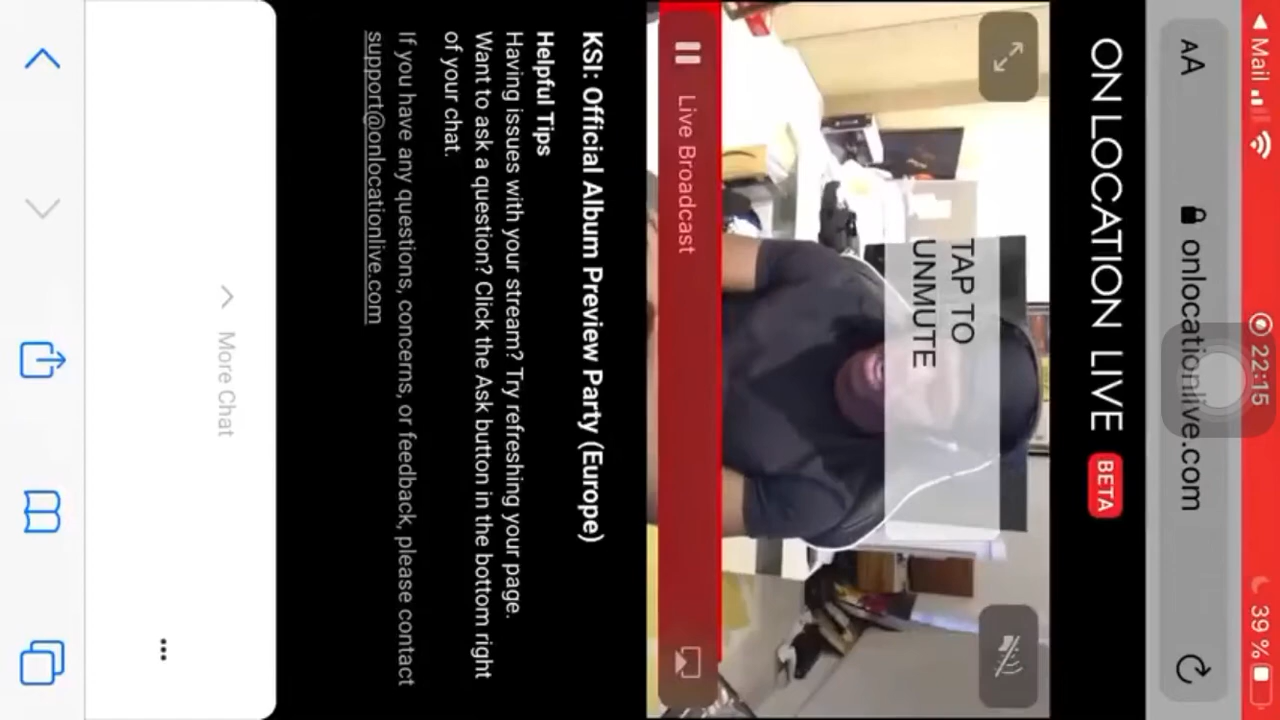 Mail
22:15
39 %
AA
onlocationlive.com
ON LOCATION LIVE BETA
TAP TO
UNMUTE
Live Broadcast
KSI: Official Album Preview Party (Europe)
Helpful Tips
Having issues with your stream? Try refreshing your page.
Want to ask a question? Click the Ask button in the bottom right
of your chat.
If you have any questions, concerns, or feedback, please contact
support@onlocationlive.com
More Chat